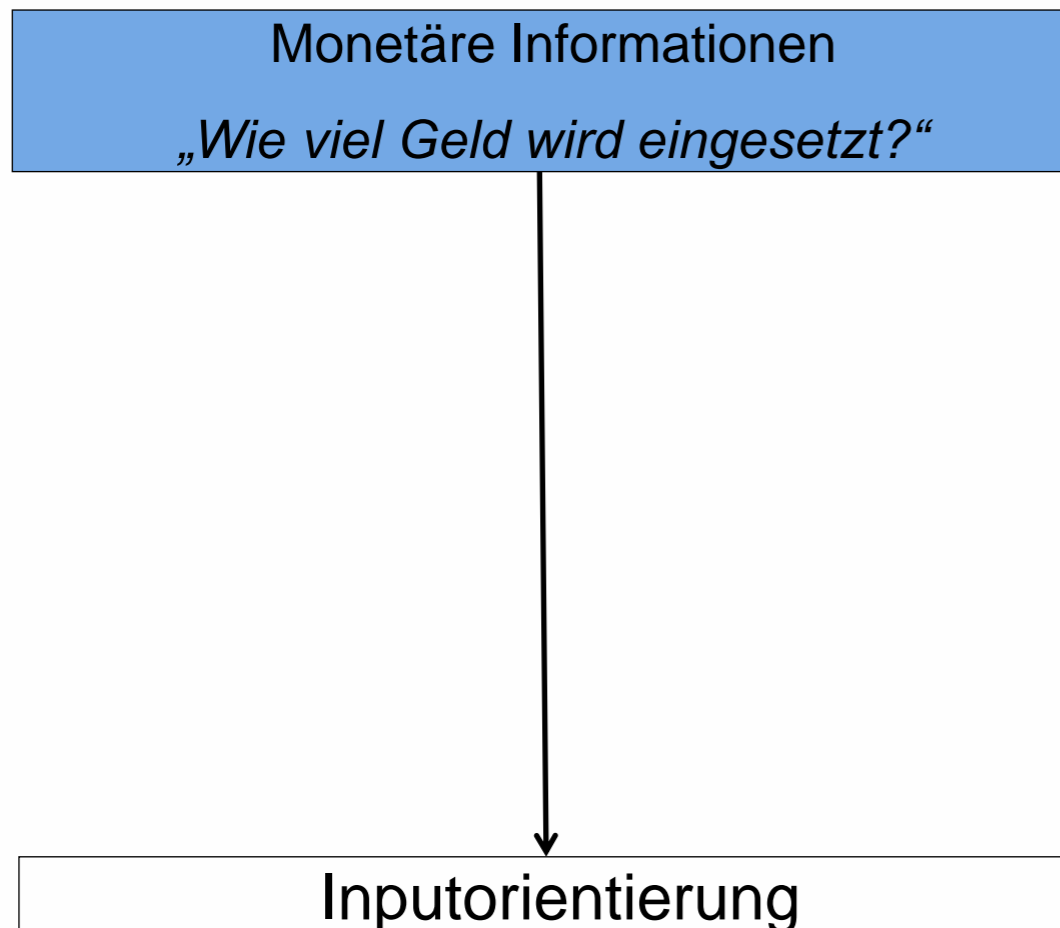 Monetäre Informationen
„Wie viel Geld wird eingesetzt?“
Inputorientierung